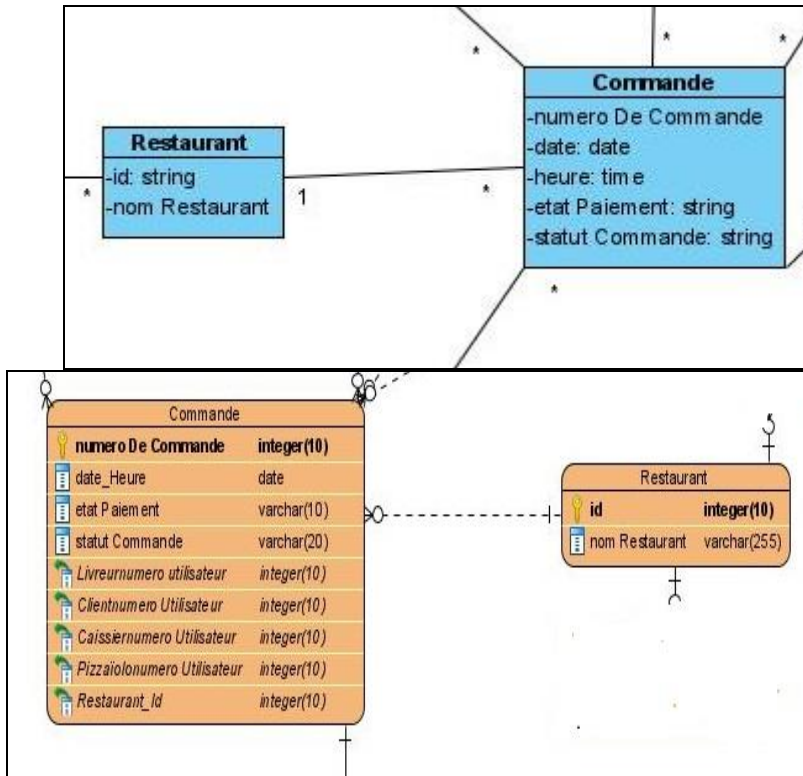 *
*
*
Commande
-numero De Commande
-date: date
-heure: time
-etat Paiement: string
-statut Commande: string
Restaurant
-id: string
-nom Restaurant
*
1
*
*
Commande
numero De Commande integer(10)
date_Heure date
etat Paiement varchar(10)
statut Commande varchar(20)
Livreurnumero utilisateur integer(10)
Clientnumero Utilisateur integer(10)
Caissiernumero Utilisateur integer(10)
Pizzaïolonumero Utilisateur integer(10)
Restaurant_Id integer(10)
Restaurant
id integer(10)
nom Restaurant varchar(255)